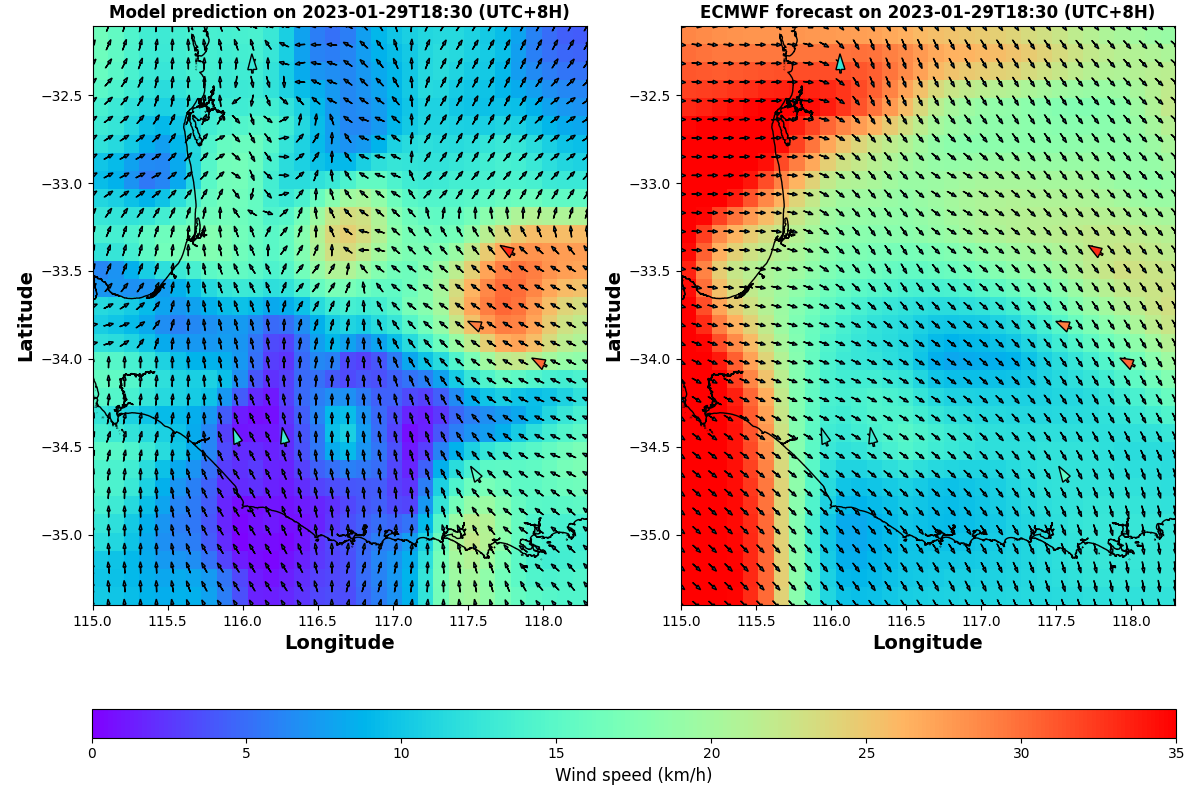 Model prediction on 2023-01-29T18:30 (UTC+8H)
ECMWF forecast on 2023-01-29T18:30 (UTC+8H)
Latitude
−32.5
−33.0
−33.5
−34.0
−34.5
−35.0
115.0 115.5 116.0 116.5 117.0 117.5 118.0
Longitude
Latitude
−32.5
−33.0
−33.5
−34.0
−34.5
−35.0
115.0 115.5 116.0 116.5 117.0 117.5 118.0
Longitude
0 5 10 15 20 25 30 35
Wind speed (km/h)